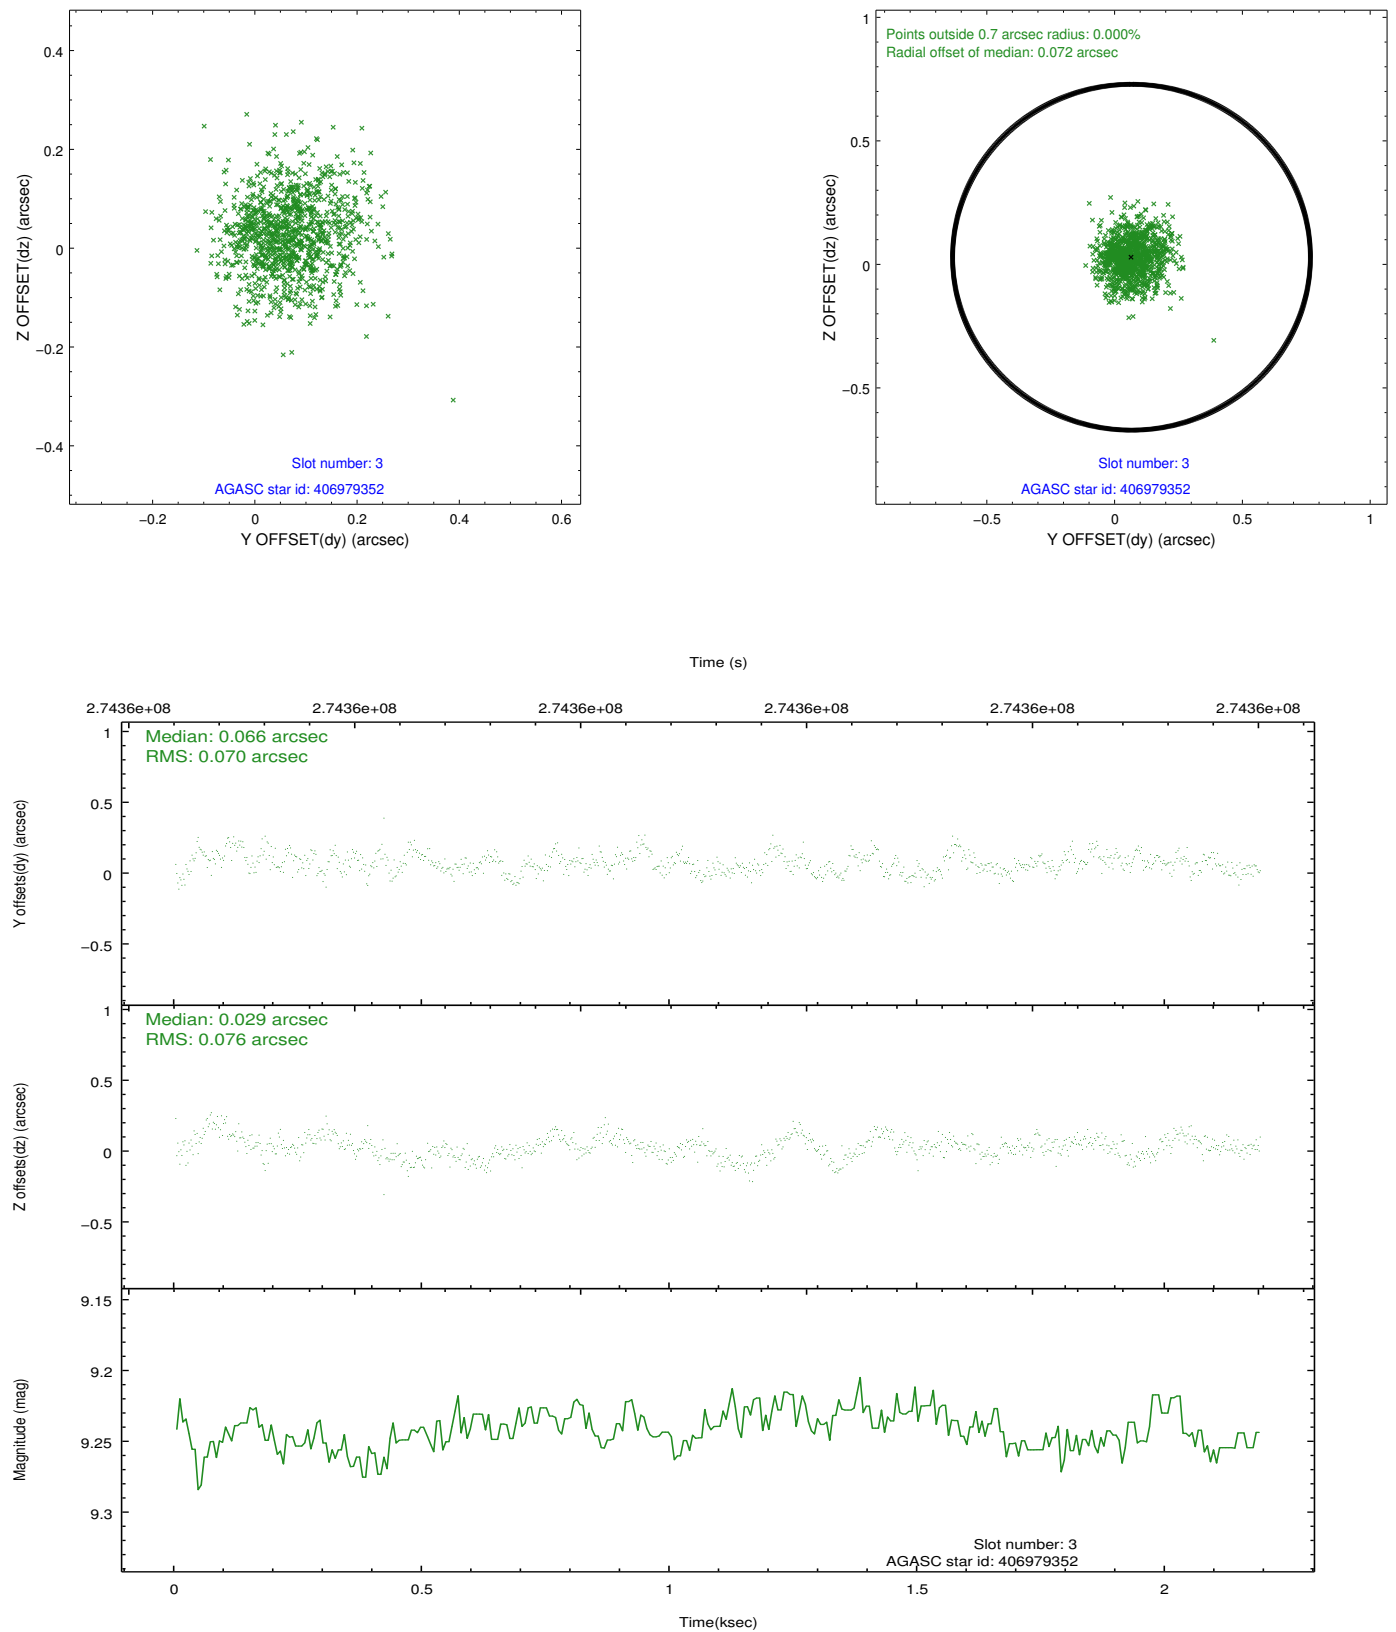 0.4
0.2
0
−0.2
−0.4
Z OFFSET(dz) (arcsec)
Slot number: 3
AGASC star id: 406979352
−0.2 0 0.2 0.4 0.6
Y OFFSET(dy) (arcsec)
Points outside 0.7 arcsec radius: 0.000%
Radial offset of median: 0.072 arcsec
1
0.5
0
−0.5
Z OFFSET(dz) (arcsec)
Slot number: 3
AGASC star id: 406979352
−0.5 0 0.5 1
Y OFFSET(dy) (arcsec)
Time (s)
2.7436e+08 2.7436e+08 2.7436e+08 2.7436e+08 2.7436e+08 2.7436e+08
Median: 0.066 arcsec
RMS: 0.070 arcsec
1
0.5
0
−0.5
Y offsets(dy) (arcsec)
Median: 0.029 arcsec
RMS: 0.076 arcsec
1
0.5
0
−0.5
Z offsets(dz) (arcsec)
9.15
9.2
9.25
9.3
Magnitude (mag)
Slot number: 3
AGASC star id: 406979352
0 0.5 1 1.5 2
Time(ksec)